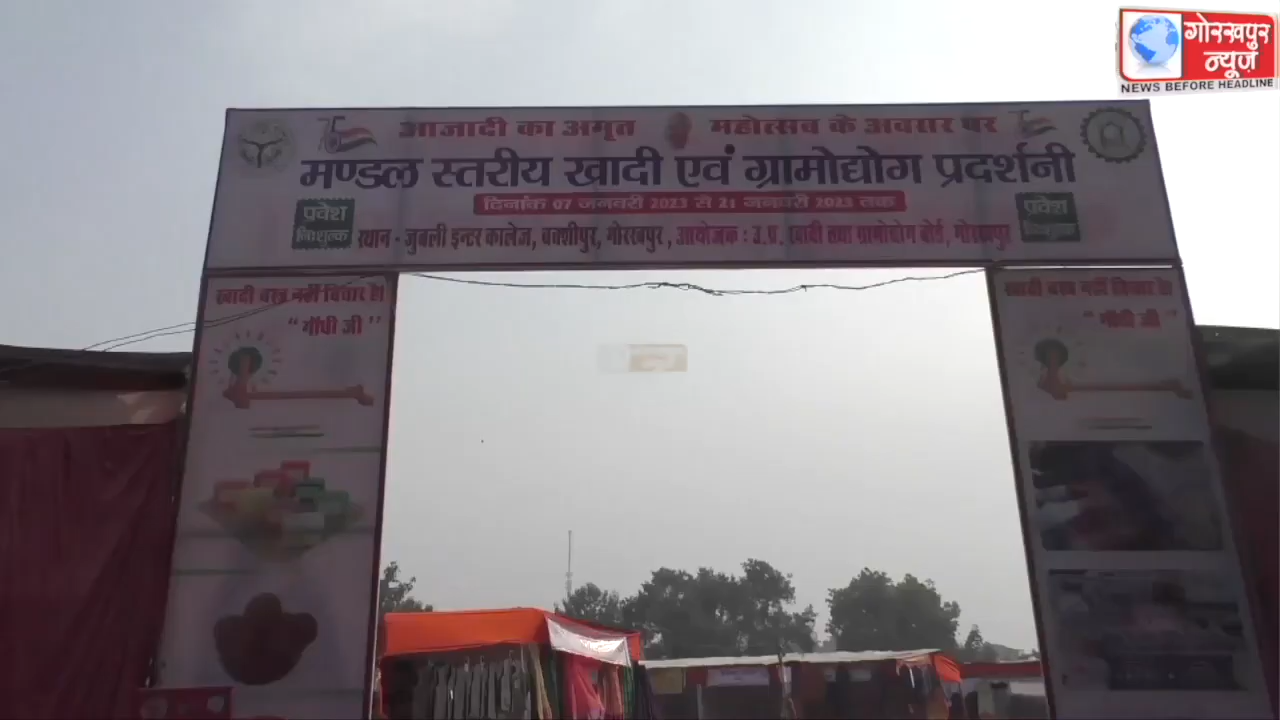 गोरखपुर
न्यूज़
NEWS BEFORE HEADLINE
75 आजादी का अमृत महोत्सव के अवसर पर
मण्डल स्तरीय खादी एवं ग्रामोद्योग प्रदर्शनी
दिनांक 07 जनवरी 2023 से 21 जनवरी 2023 तक
प्रवेश
निःशुल्क
प्रवेश
निःशुल्क
स्थान - जुबली इन्टर कालेज, बक्शीपुर, गोरखपुर , आयोजक : उ.प्र. खादी तथा ग्रामोद्योग बोर्ड, गोरखपुर
खादी वस्त्र नहीं विचार है।
“ गाँधी जी ”
खादी वस्त्र नहीं विचार है।
“ गाँधी जी ”